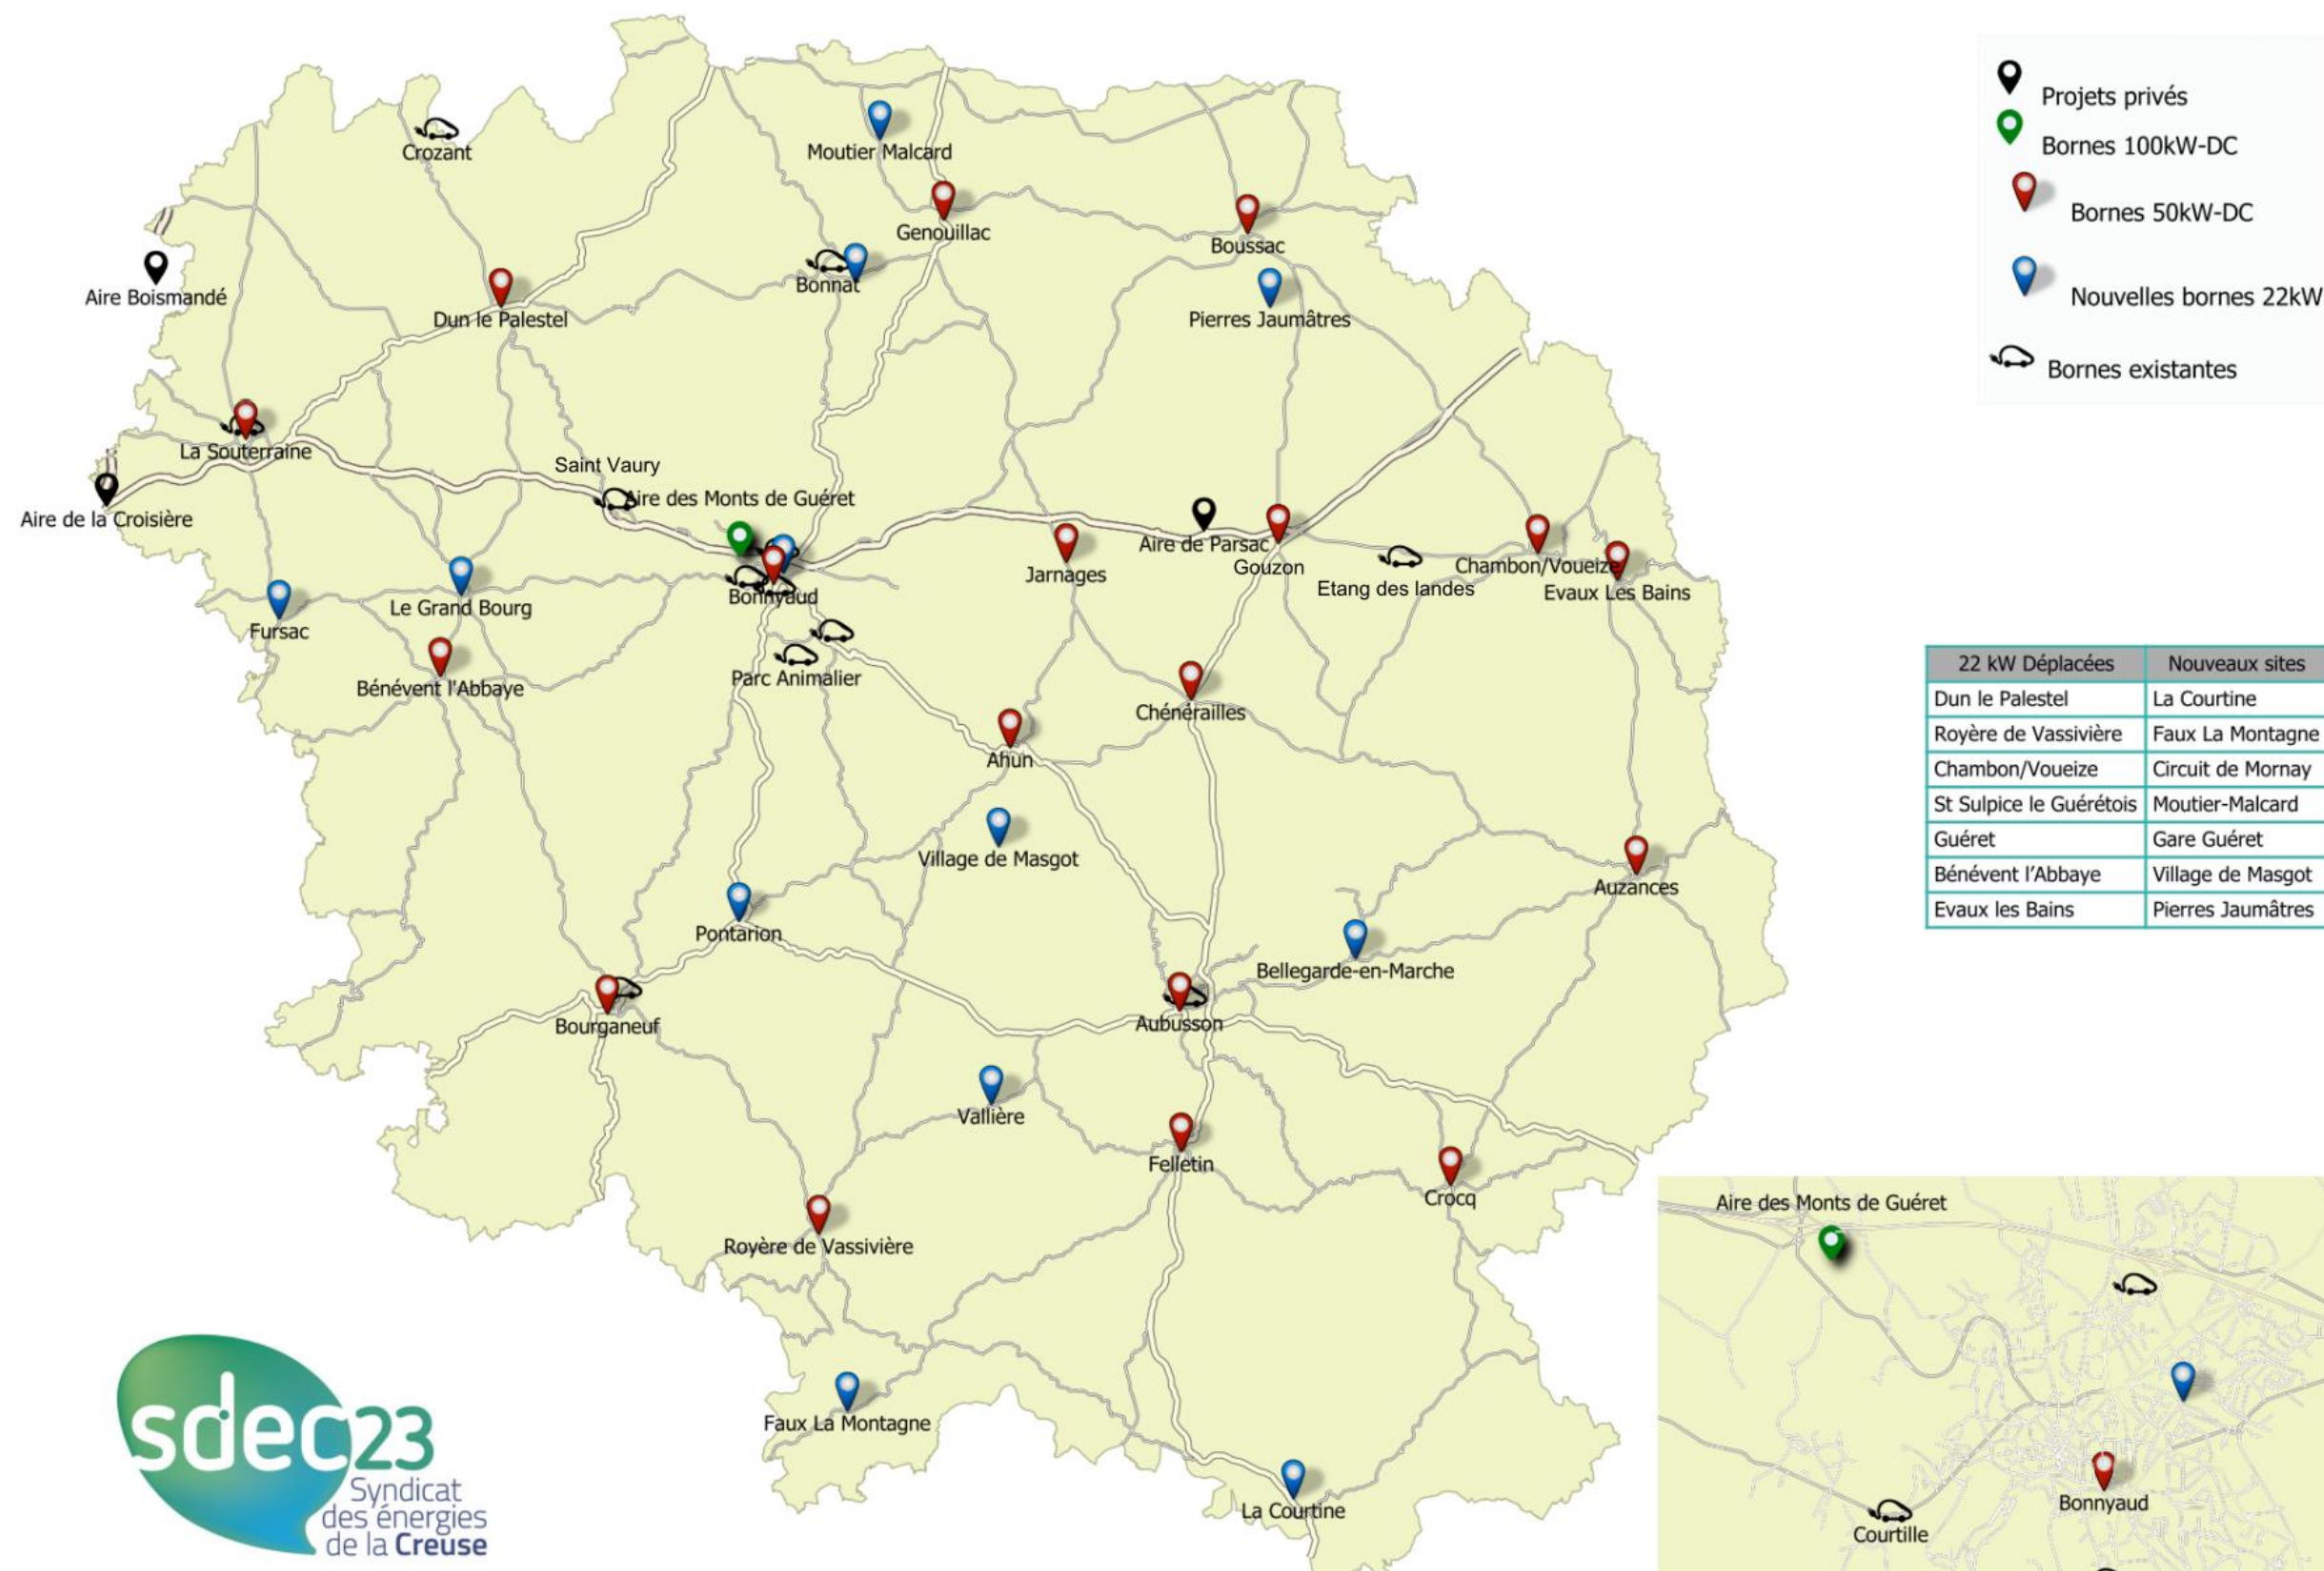 Projets privés
Bornes 100kW-DC
Bornes 50kW-DC
Nouvelles bornes 22kW
Bornes existantes
Crozant
Moutier Malcard
Genouillac
Boussac
Bonnat
Aire Boismandé
Dun le Palestel
Pierres Jaumâtres
La Souterraine
Saint Vaury
Aire des Monts de Guéret
Aire de la Croisière
Aire de Parsac
Gouzon
Jarnages
Etang des landes
Chambon/Voueize
Evaux Les Bains
Bonnyaud
Le Grand Bourg
Fursac
Bénévent l'Abbaye
Parc Animalier
Chénérailles
Ahun
Village de Masgot
Auzances
Pontarion
Bellegarde-en-Marche
Bourganeuf
Aubusson
Vallière
Felletin
Crocq
Royère de Vassivière
Faux La Montagne
La Courtine
22 kW Déplacées Nouveaux sites
Dun le Palestel La Courtine
Royère de Vassivière Faux La Montagne
Chambon/Voueize Circuit de Mornay
St Sulpice le Guérétois Moutier-Malcard
Guéret Gare Guéret
Bénévent l’Abbaye Village de Masgot
Evaux les Bains Pierres Jaumâtres
Aire des Monts de Guéret
Bonnyaud
Courtille
sdec23
Syndicat
des énergies
de la Creuse